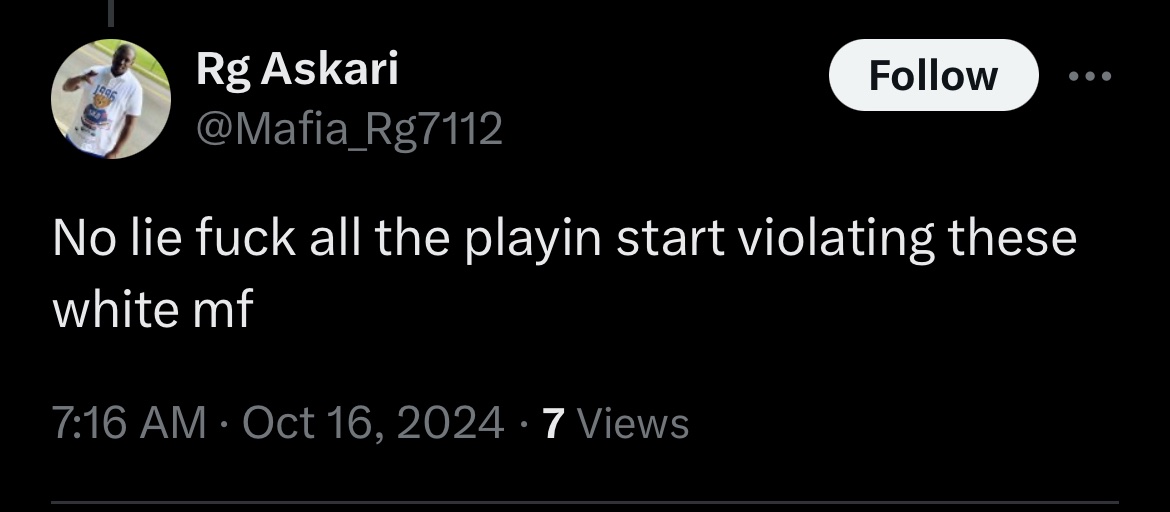 Rg Askari
Follow
@Mafia_Rg7112
No lie fuck all the playin start violating these
white mf
7:16 AM · Oct 16, 2024 · 7 Views